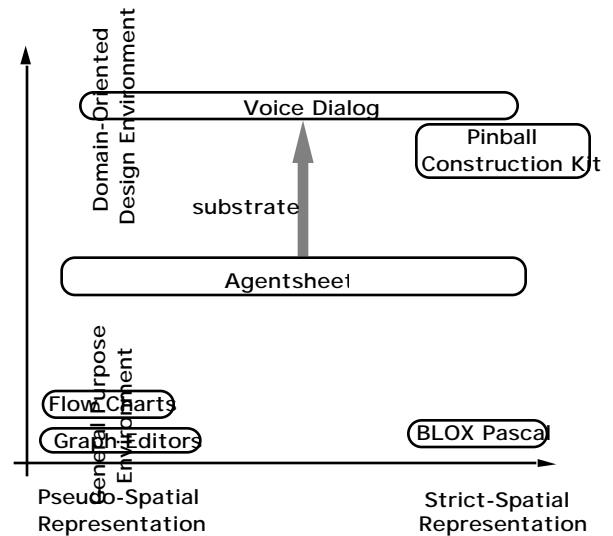 Domain-Oriented
Design Environment
Voice Dialog
Pinball
Construction Kit
substrate
Agentsheet
General Purpose
Environment
Flow Charts
Graph Editors
BLOX Pascal
Pseudo-Spatial
Representation
Strict-Spatial
Representation